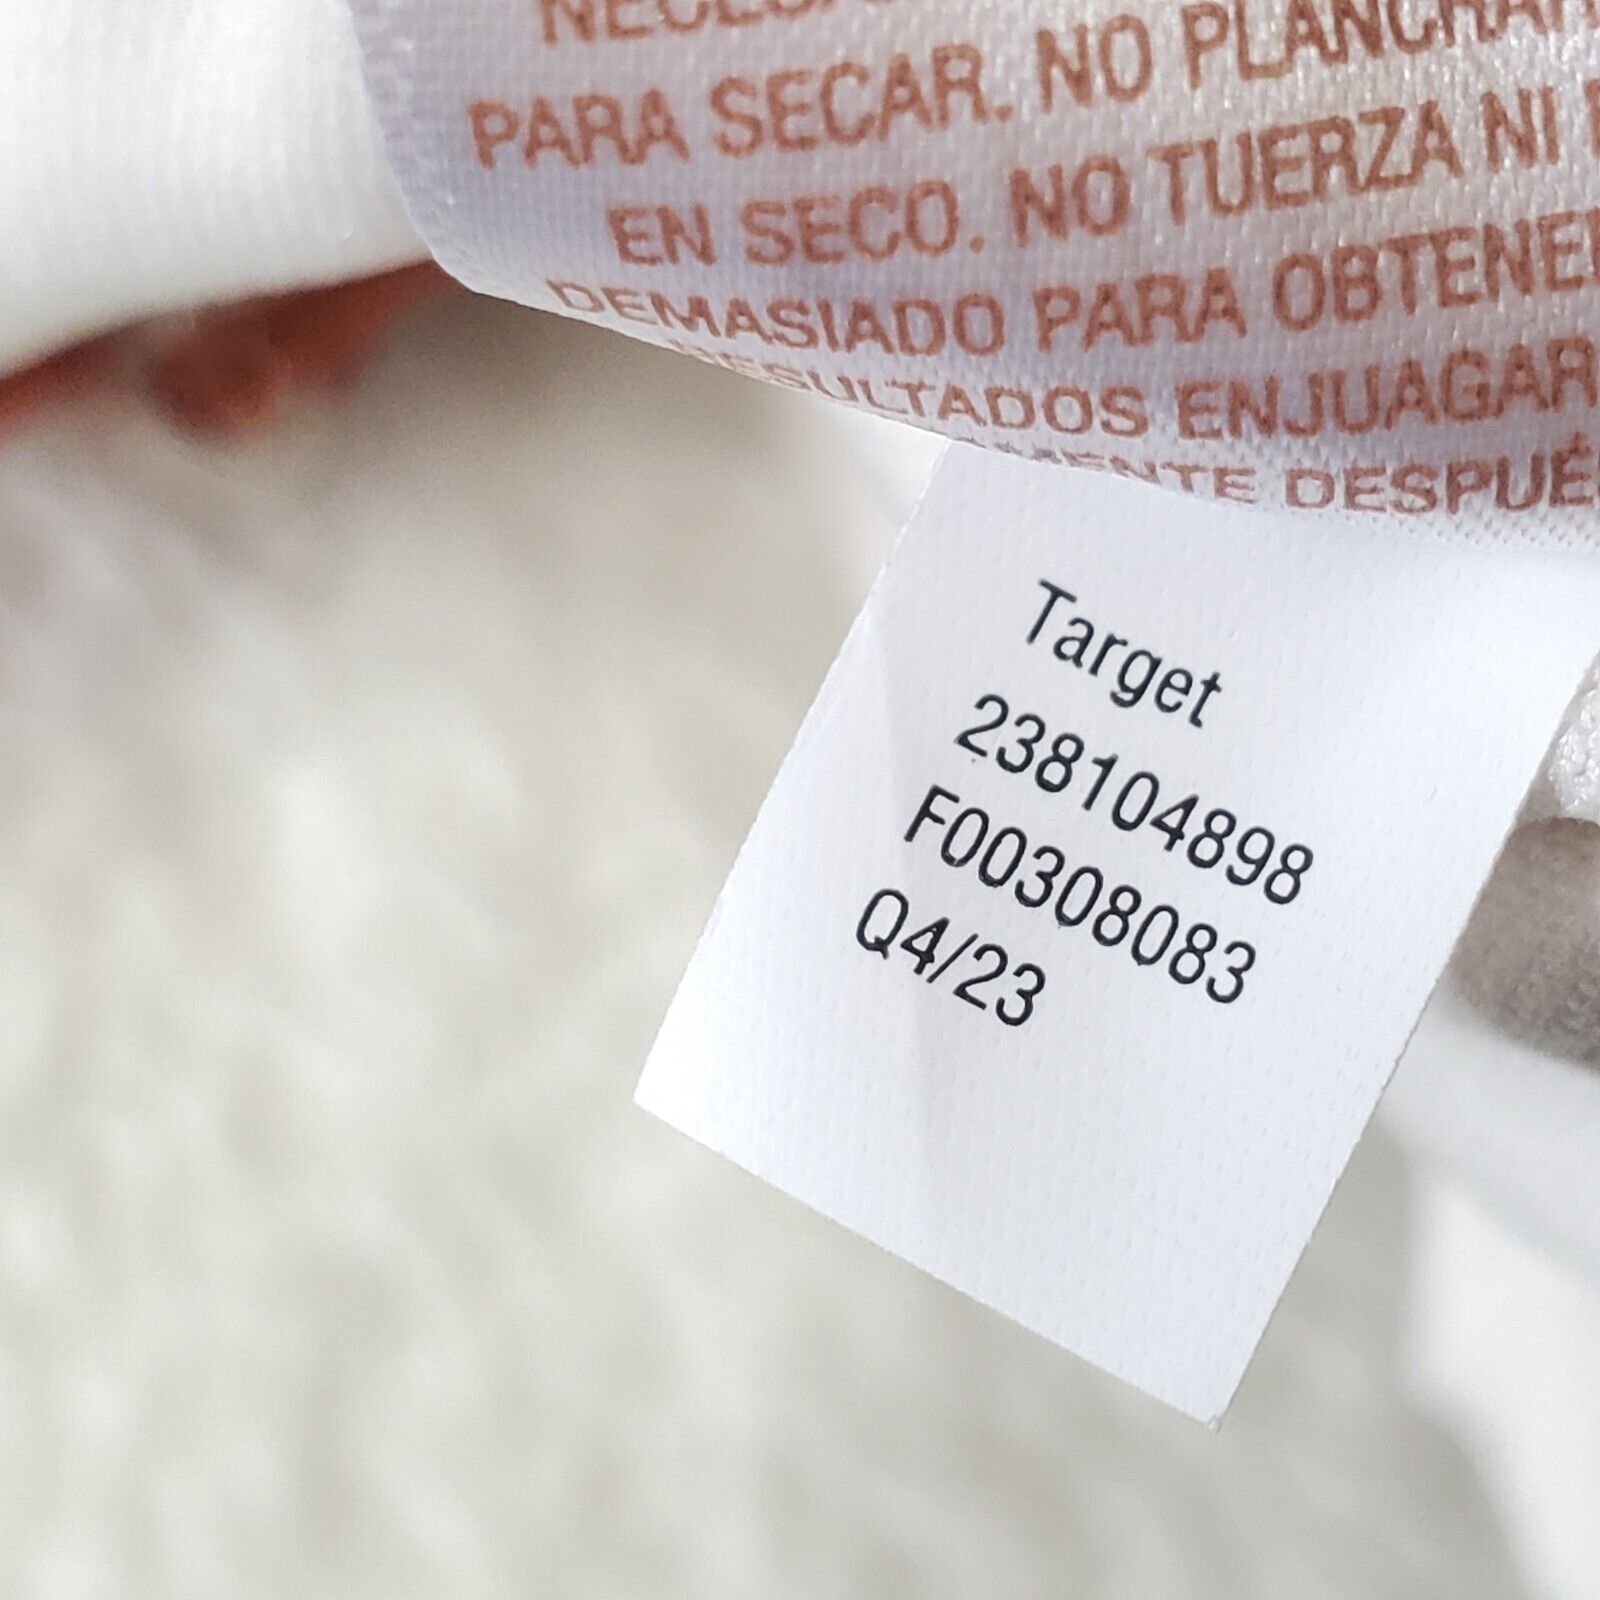 PARA SECAR. NO PLANCHAR
EN SECO. NO TUERZA NI
DEMASIADO PARA OBTENER
RESULTADOS ENJUAGAR
DESPUÉS
Target
238104898
F00308083
Q4/23